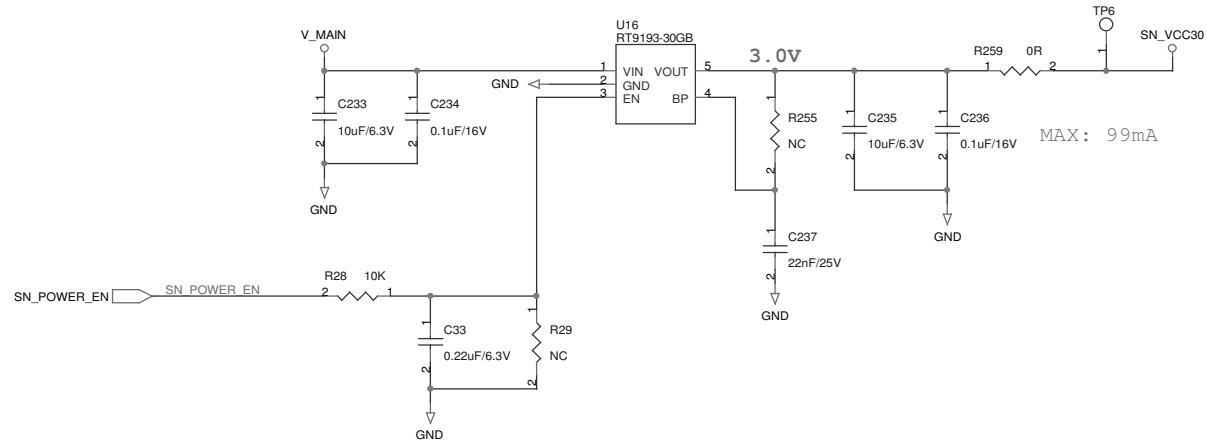 TP6
1
U16
RT9193-30GB
V_MAIN
SN_VCC30
R259 0R
3.0V
1 VIN VOUT 5
GND 2 GND
3 EN BP 4
1 2
1 C233
10uF/6.3V
2
1 C234
0.1uF/16V
2
GND
1
R255
NC
2
1
C235
10uF/6.3V
2
1
C236
0.1uF/16V
2
MAX: 99mA
GND
1
C237
22nF/25V
2
GND
SN_POWER_EN
SN_POWER_EN
R28 10K
2 1
1
C33
0.22uF/6.3V
2
1
R29
NC
2
GND